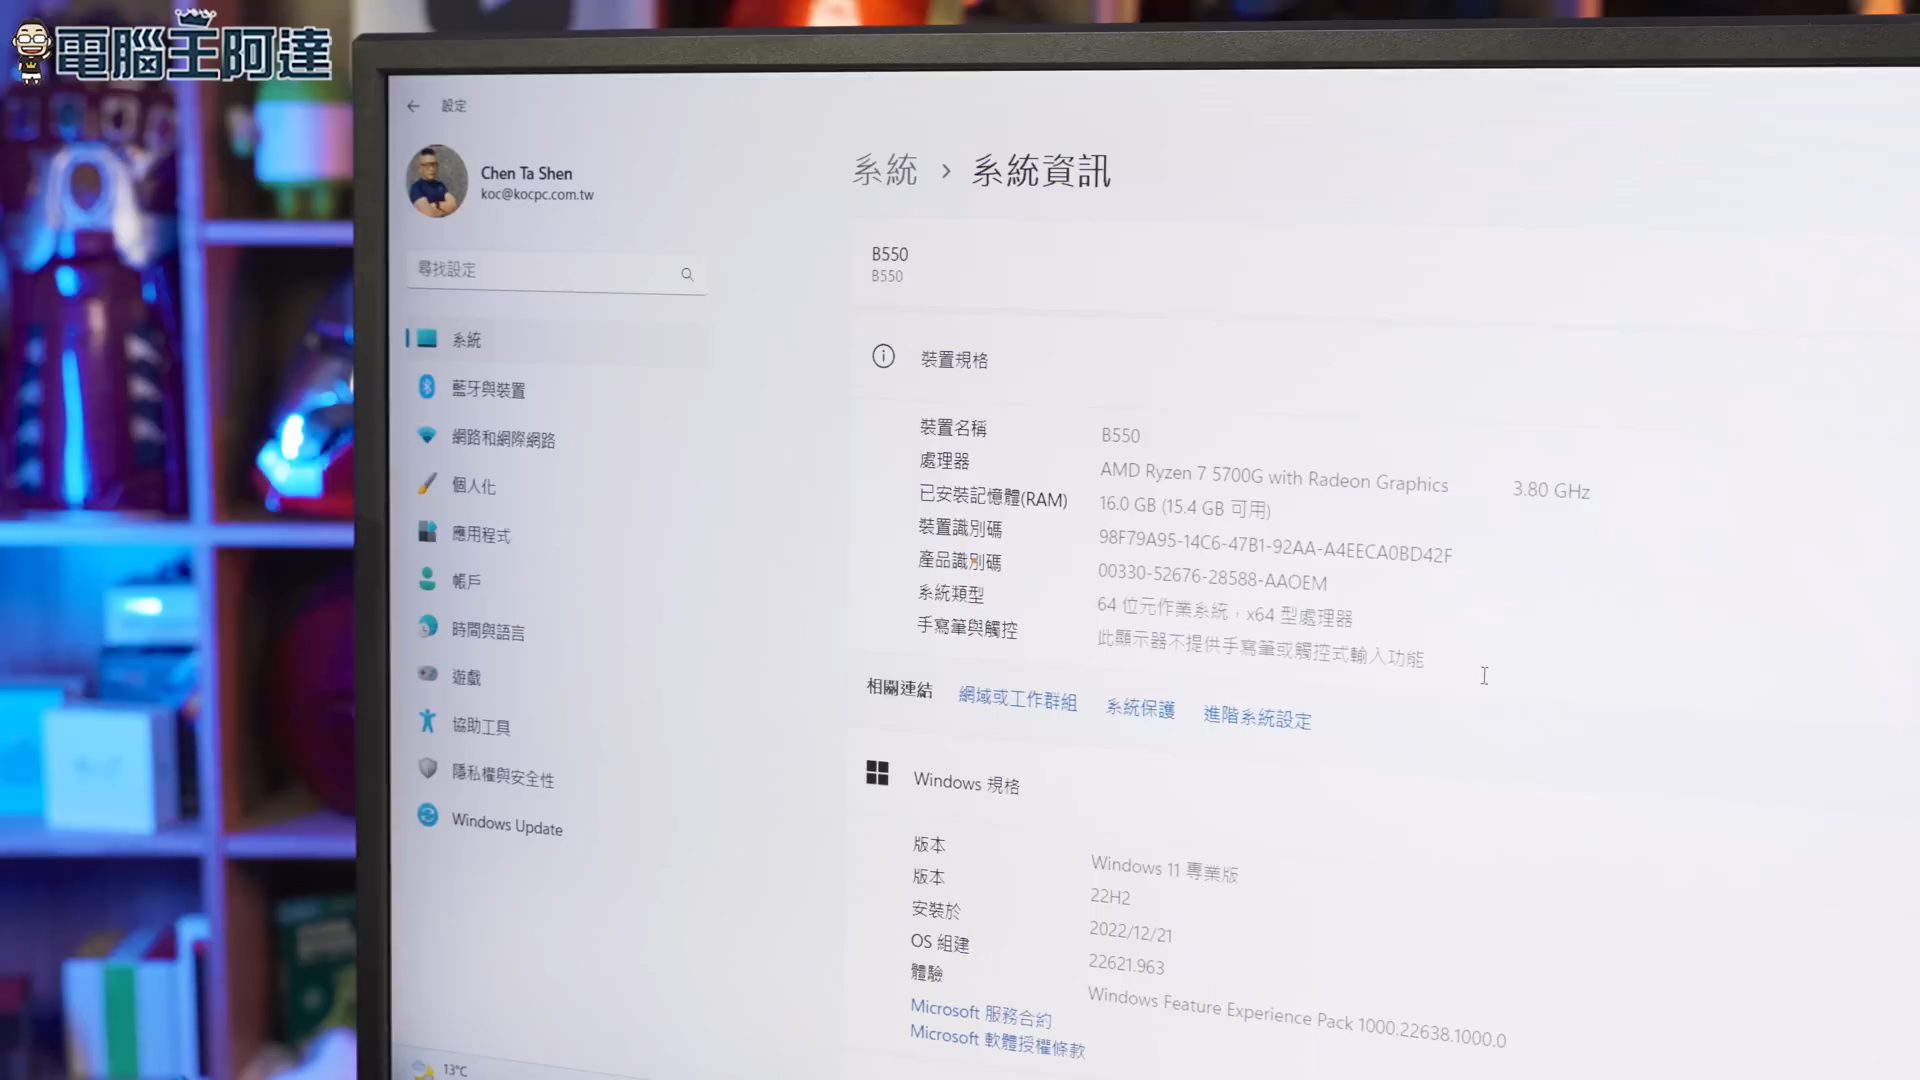 電腦王阿達
設定
Chen Ta Shen
koc@kocpc.com.tw
尋找設定
系統
藍牙與裝置
網路和網際網路
個人化
應用程式
帳戶
時間與語言
遊戲
協助工具
隱私權與安全性
Windows Update
13°C
系統 › 系統資訊
B550
B550
裝置規格
裝置名稱 B550
處理器 AMD Ryzen 7 5700G with Radeon Graphics 3.80 GHz
已安裝記憶體(RAM) 16.0 GB (15.4 GB 可用)
裝置識別碼 98F79A95-14C6-47B1-92AA-A4EECA0BD42F
產品識別碼 00330-52676-28588-AAOEM
系統類型 64 位元作業系統，x64 型處理器
手寫筆與觸控 此顯示器不提供手寫筆或觸控式輸入功能
相關連結 網域或工作群組 系統保護 進階系統設定
Windows 規格
版本 Windows 11 專業版
版本 22H2
安裝於 2022/12/21
OS 組建 22621.963
體驗 Windows Feature Experience Pack 1000.22638.1000.0
Microsoft 服務合約
Microsoft 軟體授權條款